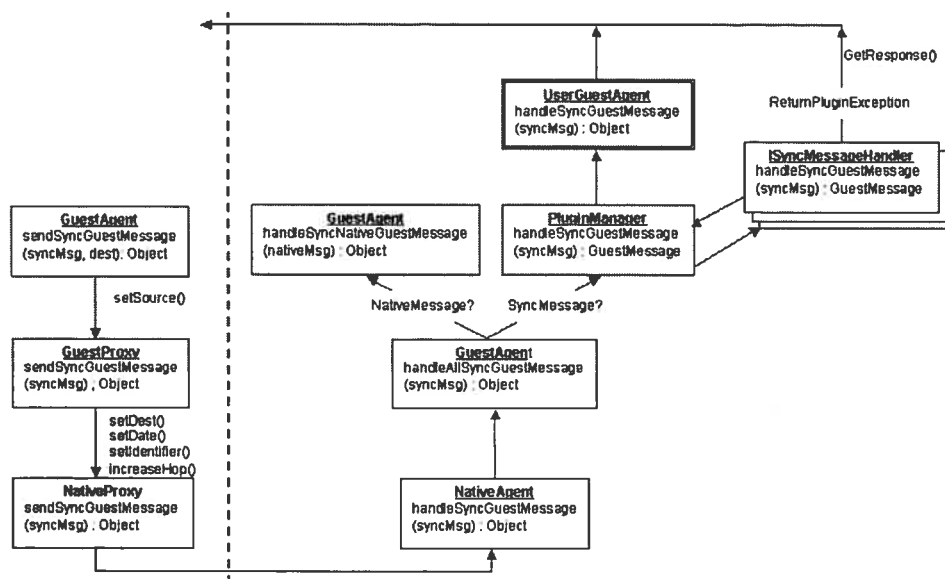 GetResponse()
ReturnPluginException
UserGuestAgent
handleSyncGuestMessage
(syncMsg) : Object
ISyncMessageHandler
handleSyncGuestMessage
(syncMsg) : GuestMessage
GuestAgent
sendSyncGuestMessage
(syncMsg, dest): Object
GuestAgent
handleSyncNativeGuestMessage
(nativeMsg) : Object
PluginManager
handleSyncGuestMessage
(syncMsg) : GuestMessage
setSource()
NativeMessage?
SyncMessage?
GuestProxy
sendSyncGuestMessage
(syncMsg) : Object
GuestAgent
handleAllSyncGuestMessage
(syncMsg) : Object
setDest()
setDate()
setIdentifier()
increaseHop()
NativeProxy
sendSyncGuestMessage
(syncMsg) : Object
NativeAgent
handleSyncGuestMessage
(syncMsg) : Object